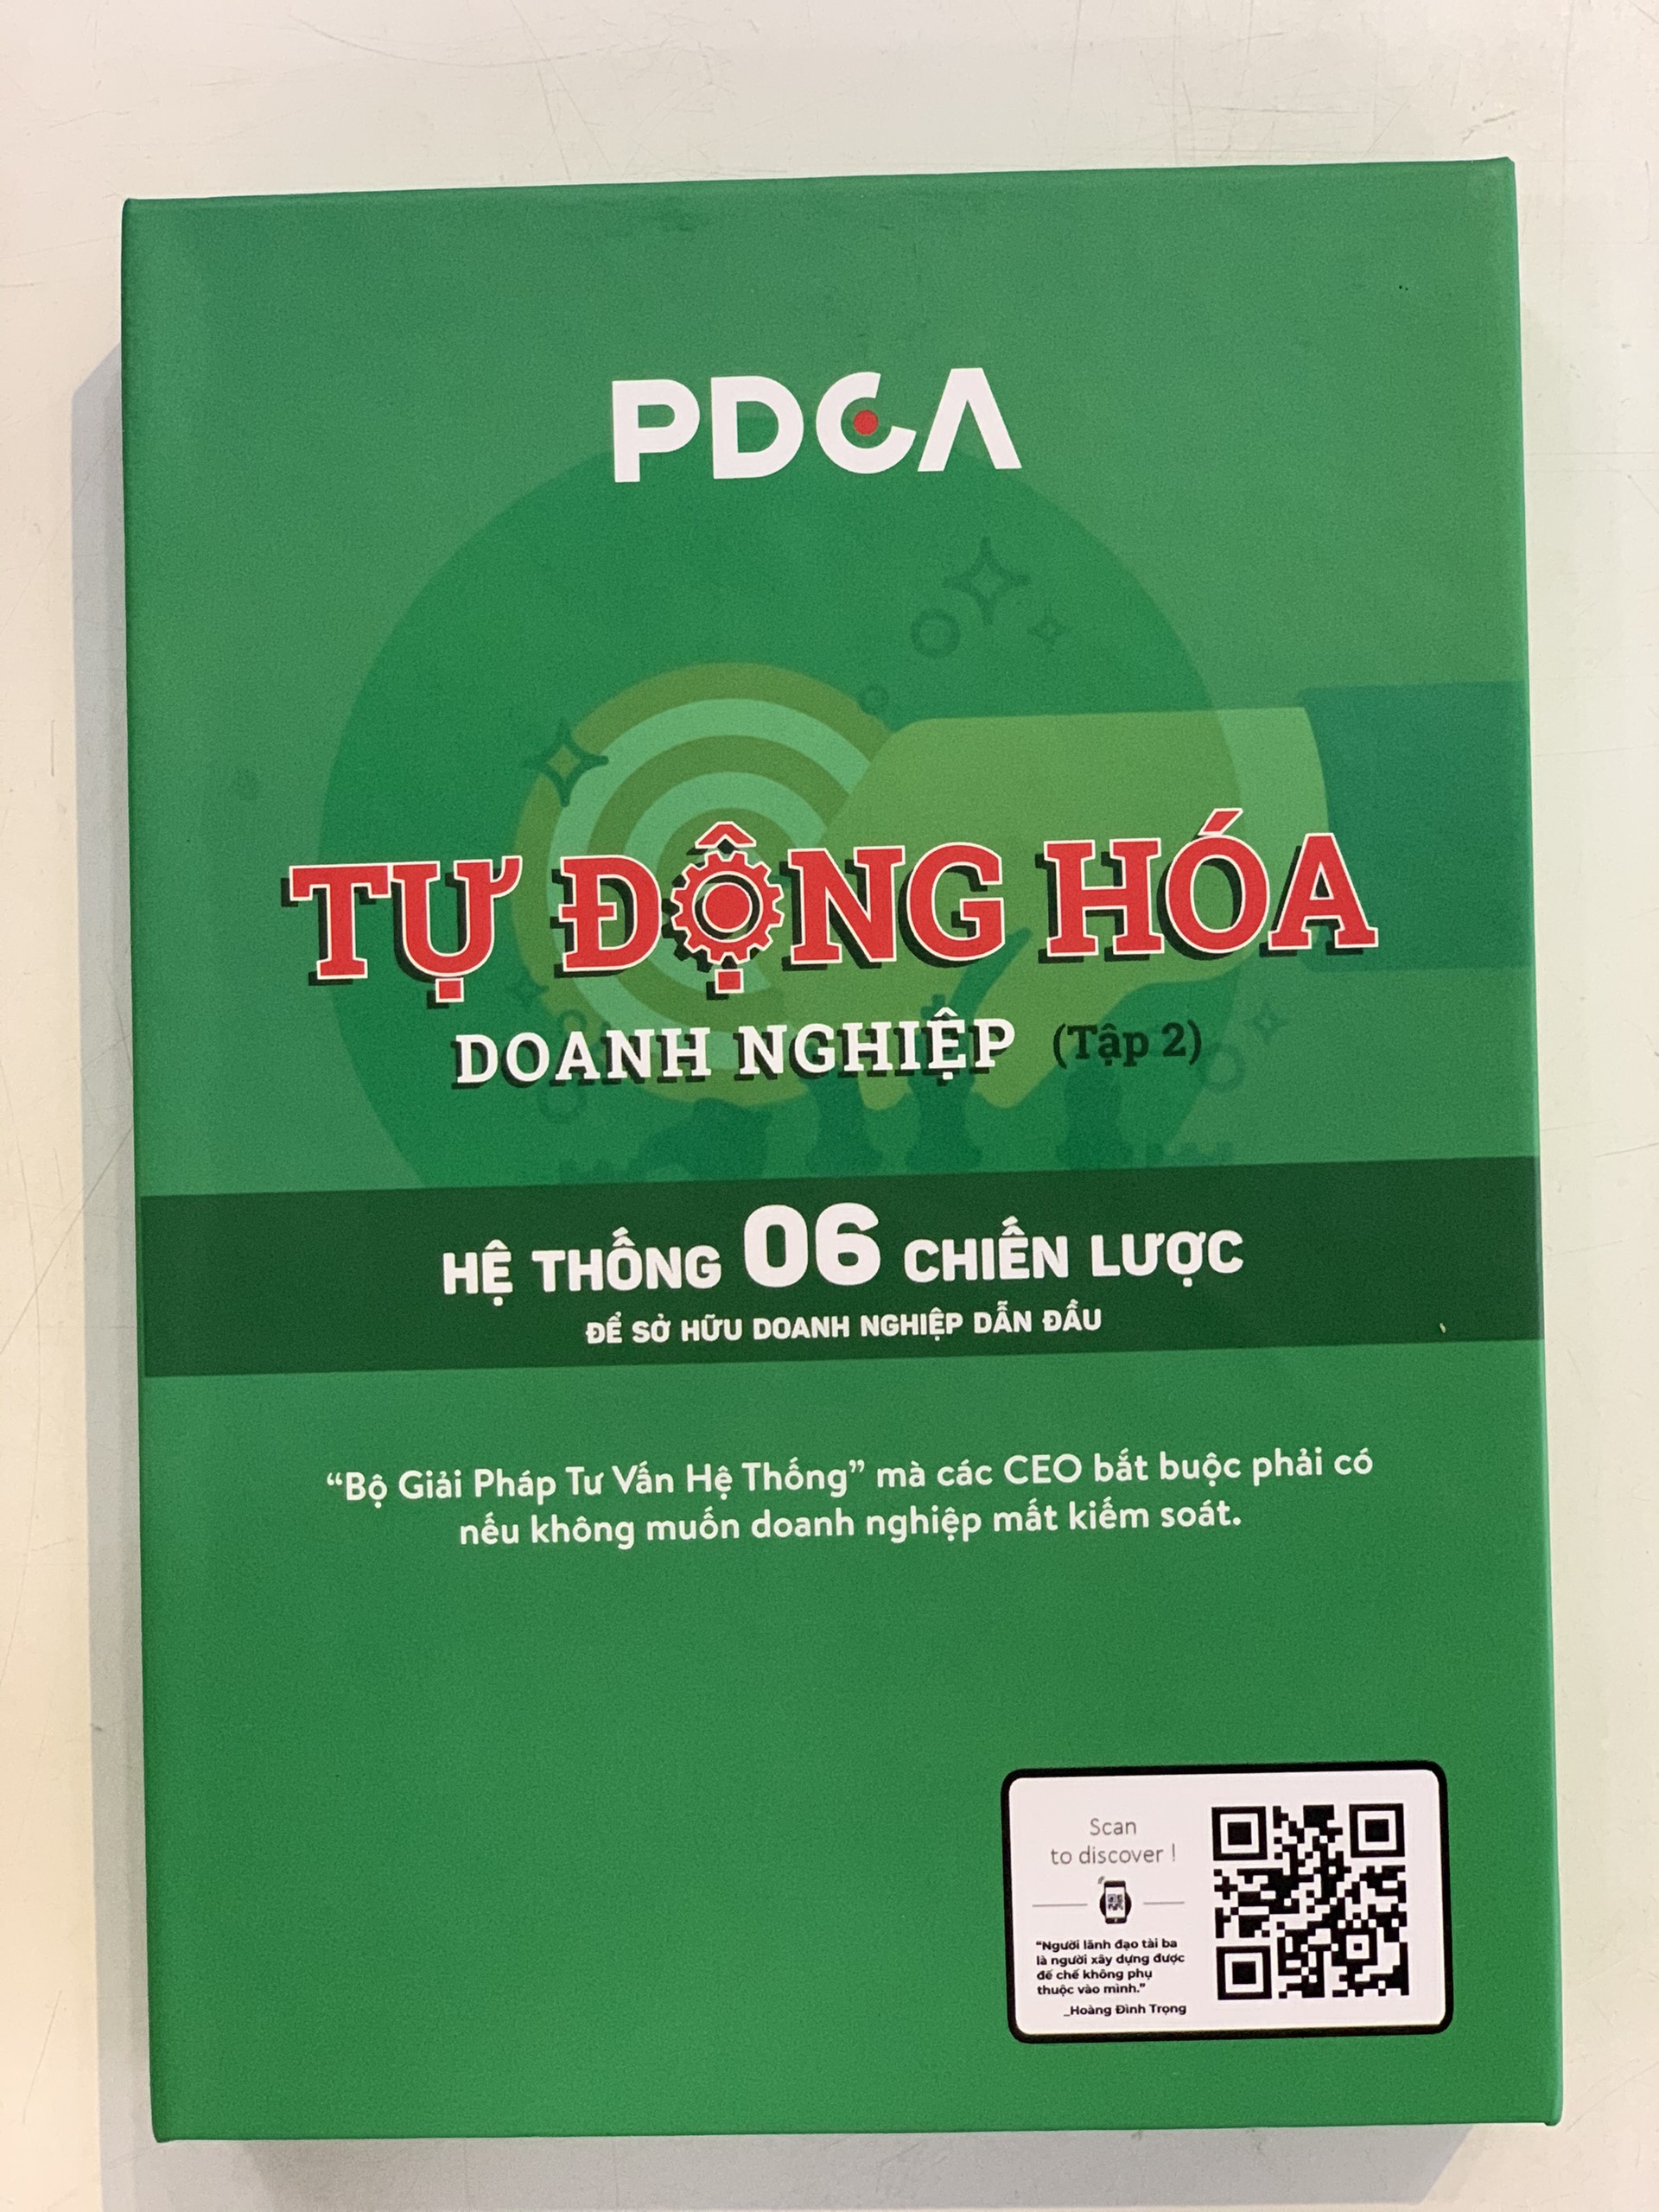 PDCA
TỰ ĐỘNG HÓA
DOANH NGHIỆP (Tập 2)
HỆ THỐNG 06 CHIẾN LƯỢC
ĐỂ SỞ HỮU DOANH NGHIỆP DẪN ĐẦU
“Bộ Giải Pháp Tư Vấn Hệ Thống” mà các CEO bắt buộc phải có
nếu không muốn doanh nghiệp mất kiểm soát.
Scan
to discover !
“Người lãnh đạo tài ba
là người xây dựng được
đế chế không phụ
thuộc vào mình.”
_Hoàng Đình Trọng